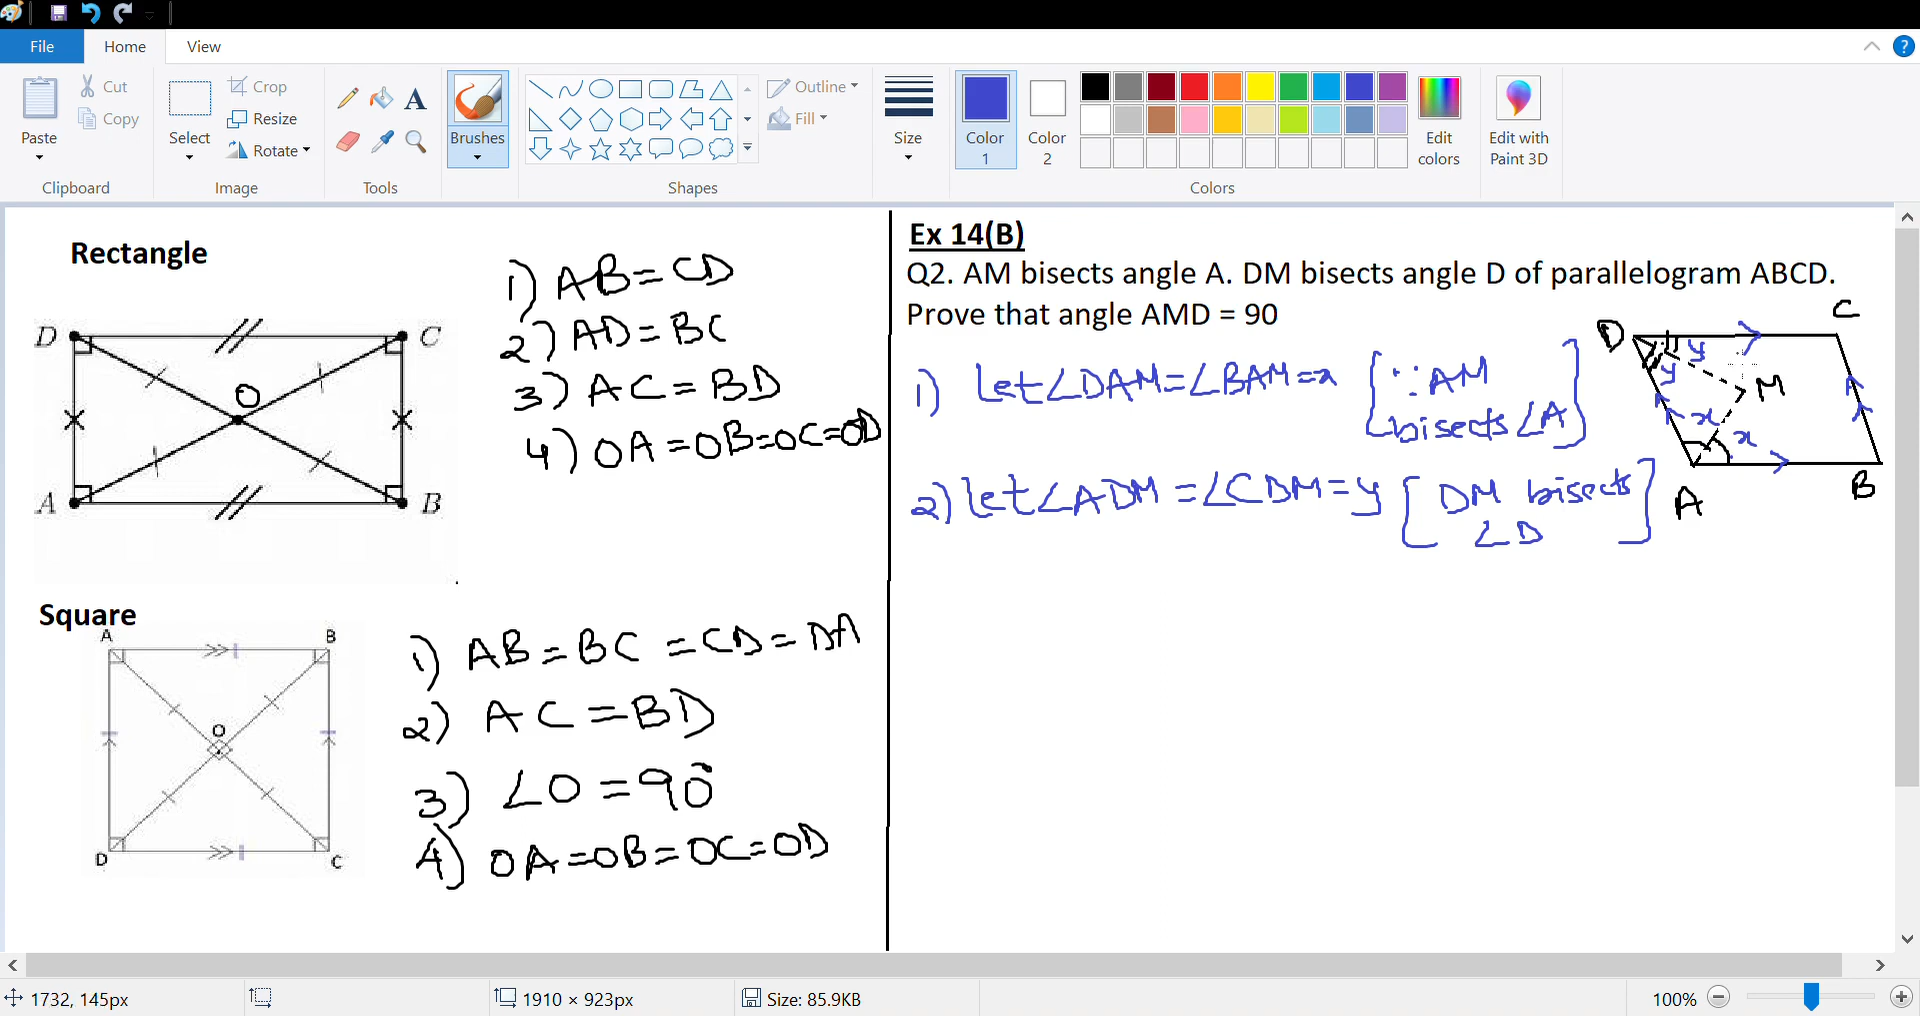 File Home View
Paste
Cut
Copy
Clipboard
Select
Crop
Resize
Rotate
Image
Tools
Brushes
Shapes
Outline
Fill
Size
Color 1
Color 2
Colors
Edit colors
Edit with Paint 3D
Rectangle
D C
O
A B
1) AB = CD
2) AD = BC
3) AC = BD
4) OA = OB = OC = OD
Square
A B
O
D C
1) AB = BC = CD = DA
2) AC = BD
3) ∠O = 90°
4) OA = OB = OC = OD
Ex 14(B)
Q2. AM bisects angle A. DM bisects angle D of parallelogram ABCD.
Prove that angle AMD = 90
1) let ∠DAM = ∠BAM = x [∵ AM
bisects ∠A]
2) let ∠ADM = ∠CDM = y [DM bisects
∠D]
D C
y
y
M
x
x
A B
1732, 145px
1910 × 923px
Size: 85.9KB
100%